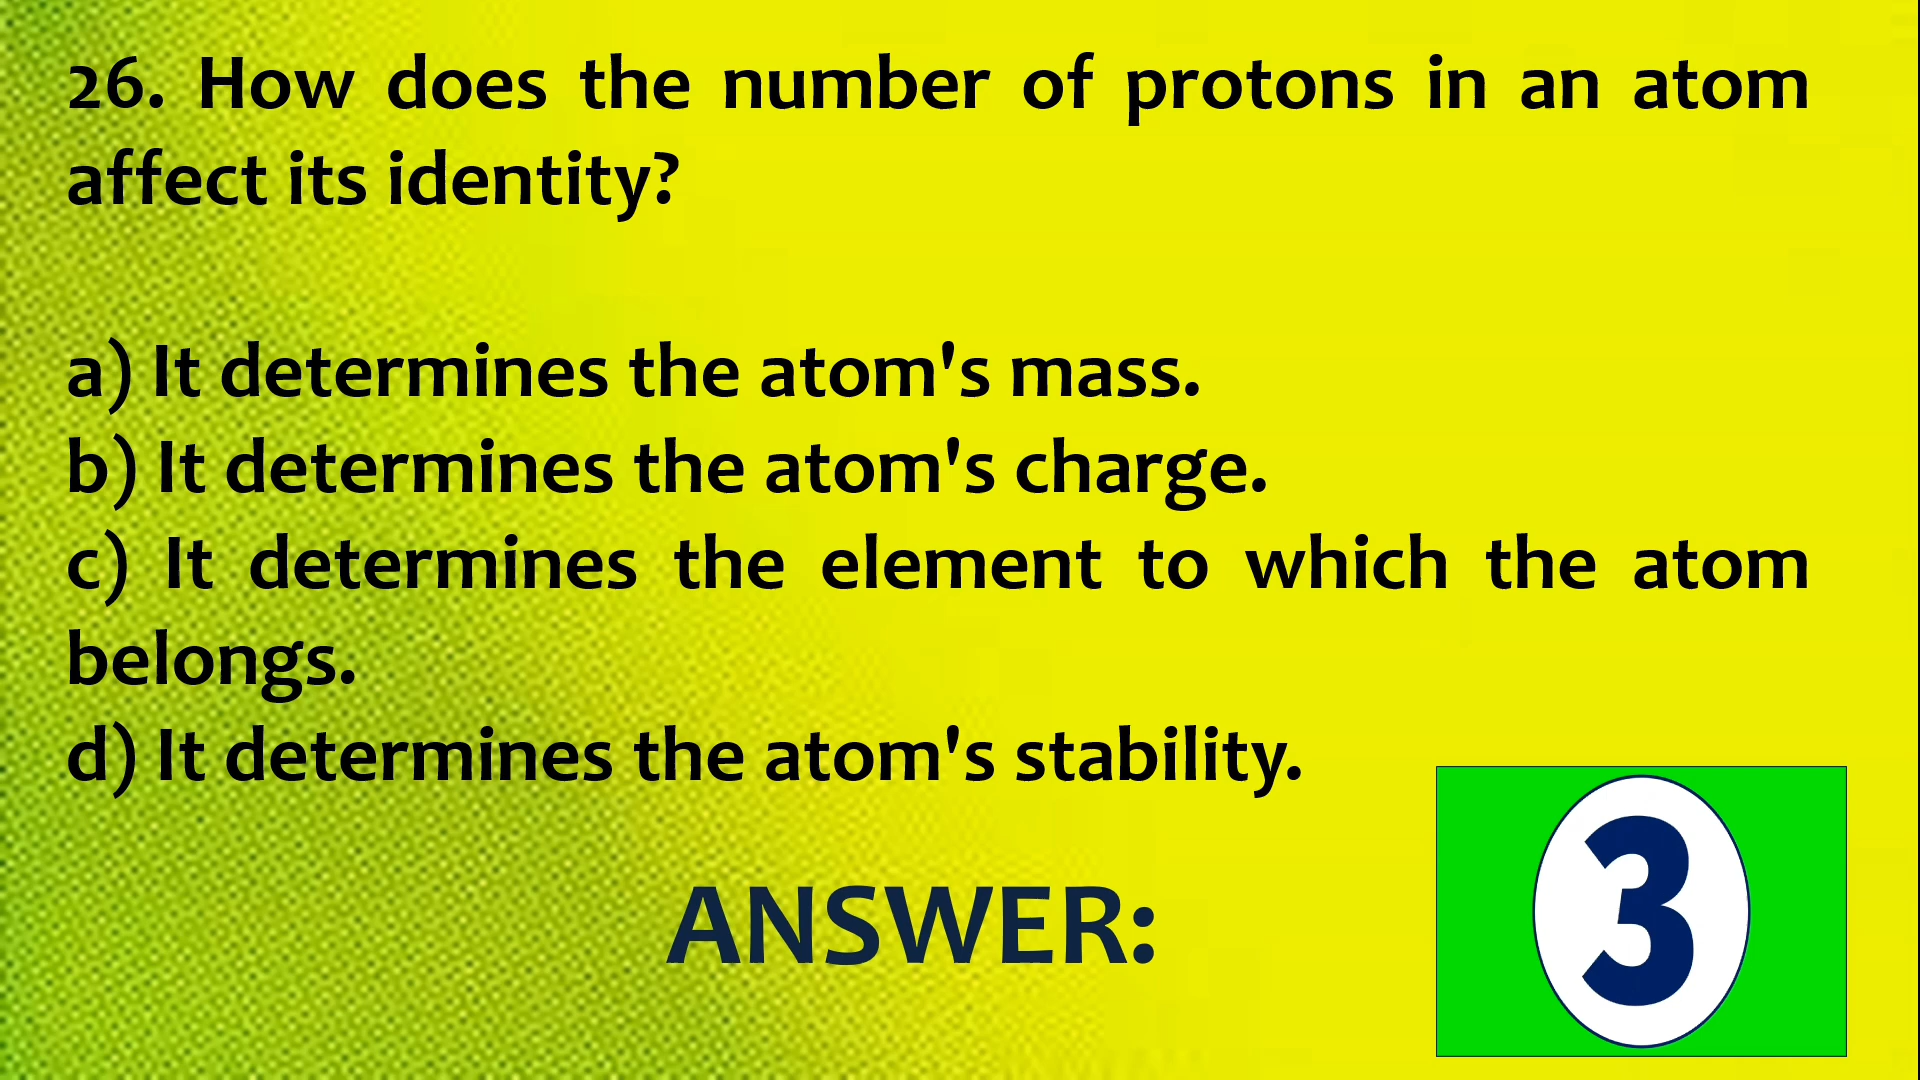 26. How does the number of protons in an atom
affect its identity?
a) It determines the atom's mass.
b) It determines the atom's charge.
c) It determines the element to which the atom
belongs.
d) It determines the atom's stability.
ANSWER:
3